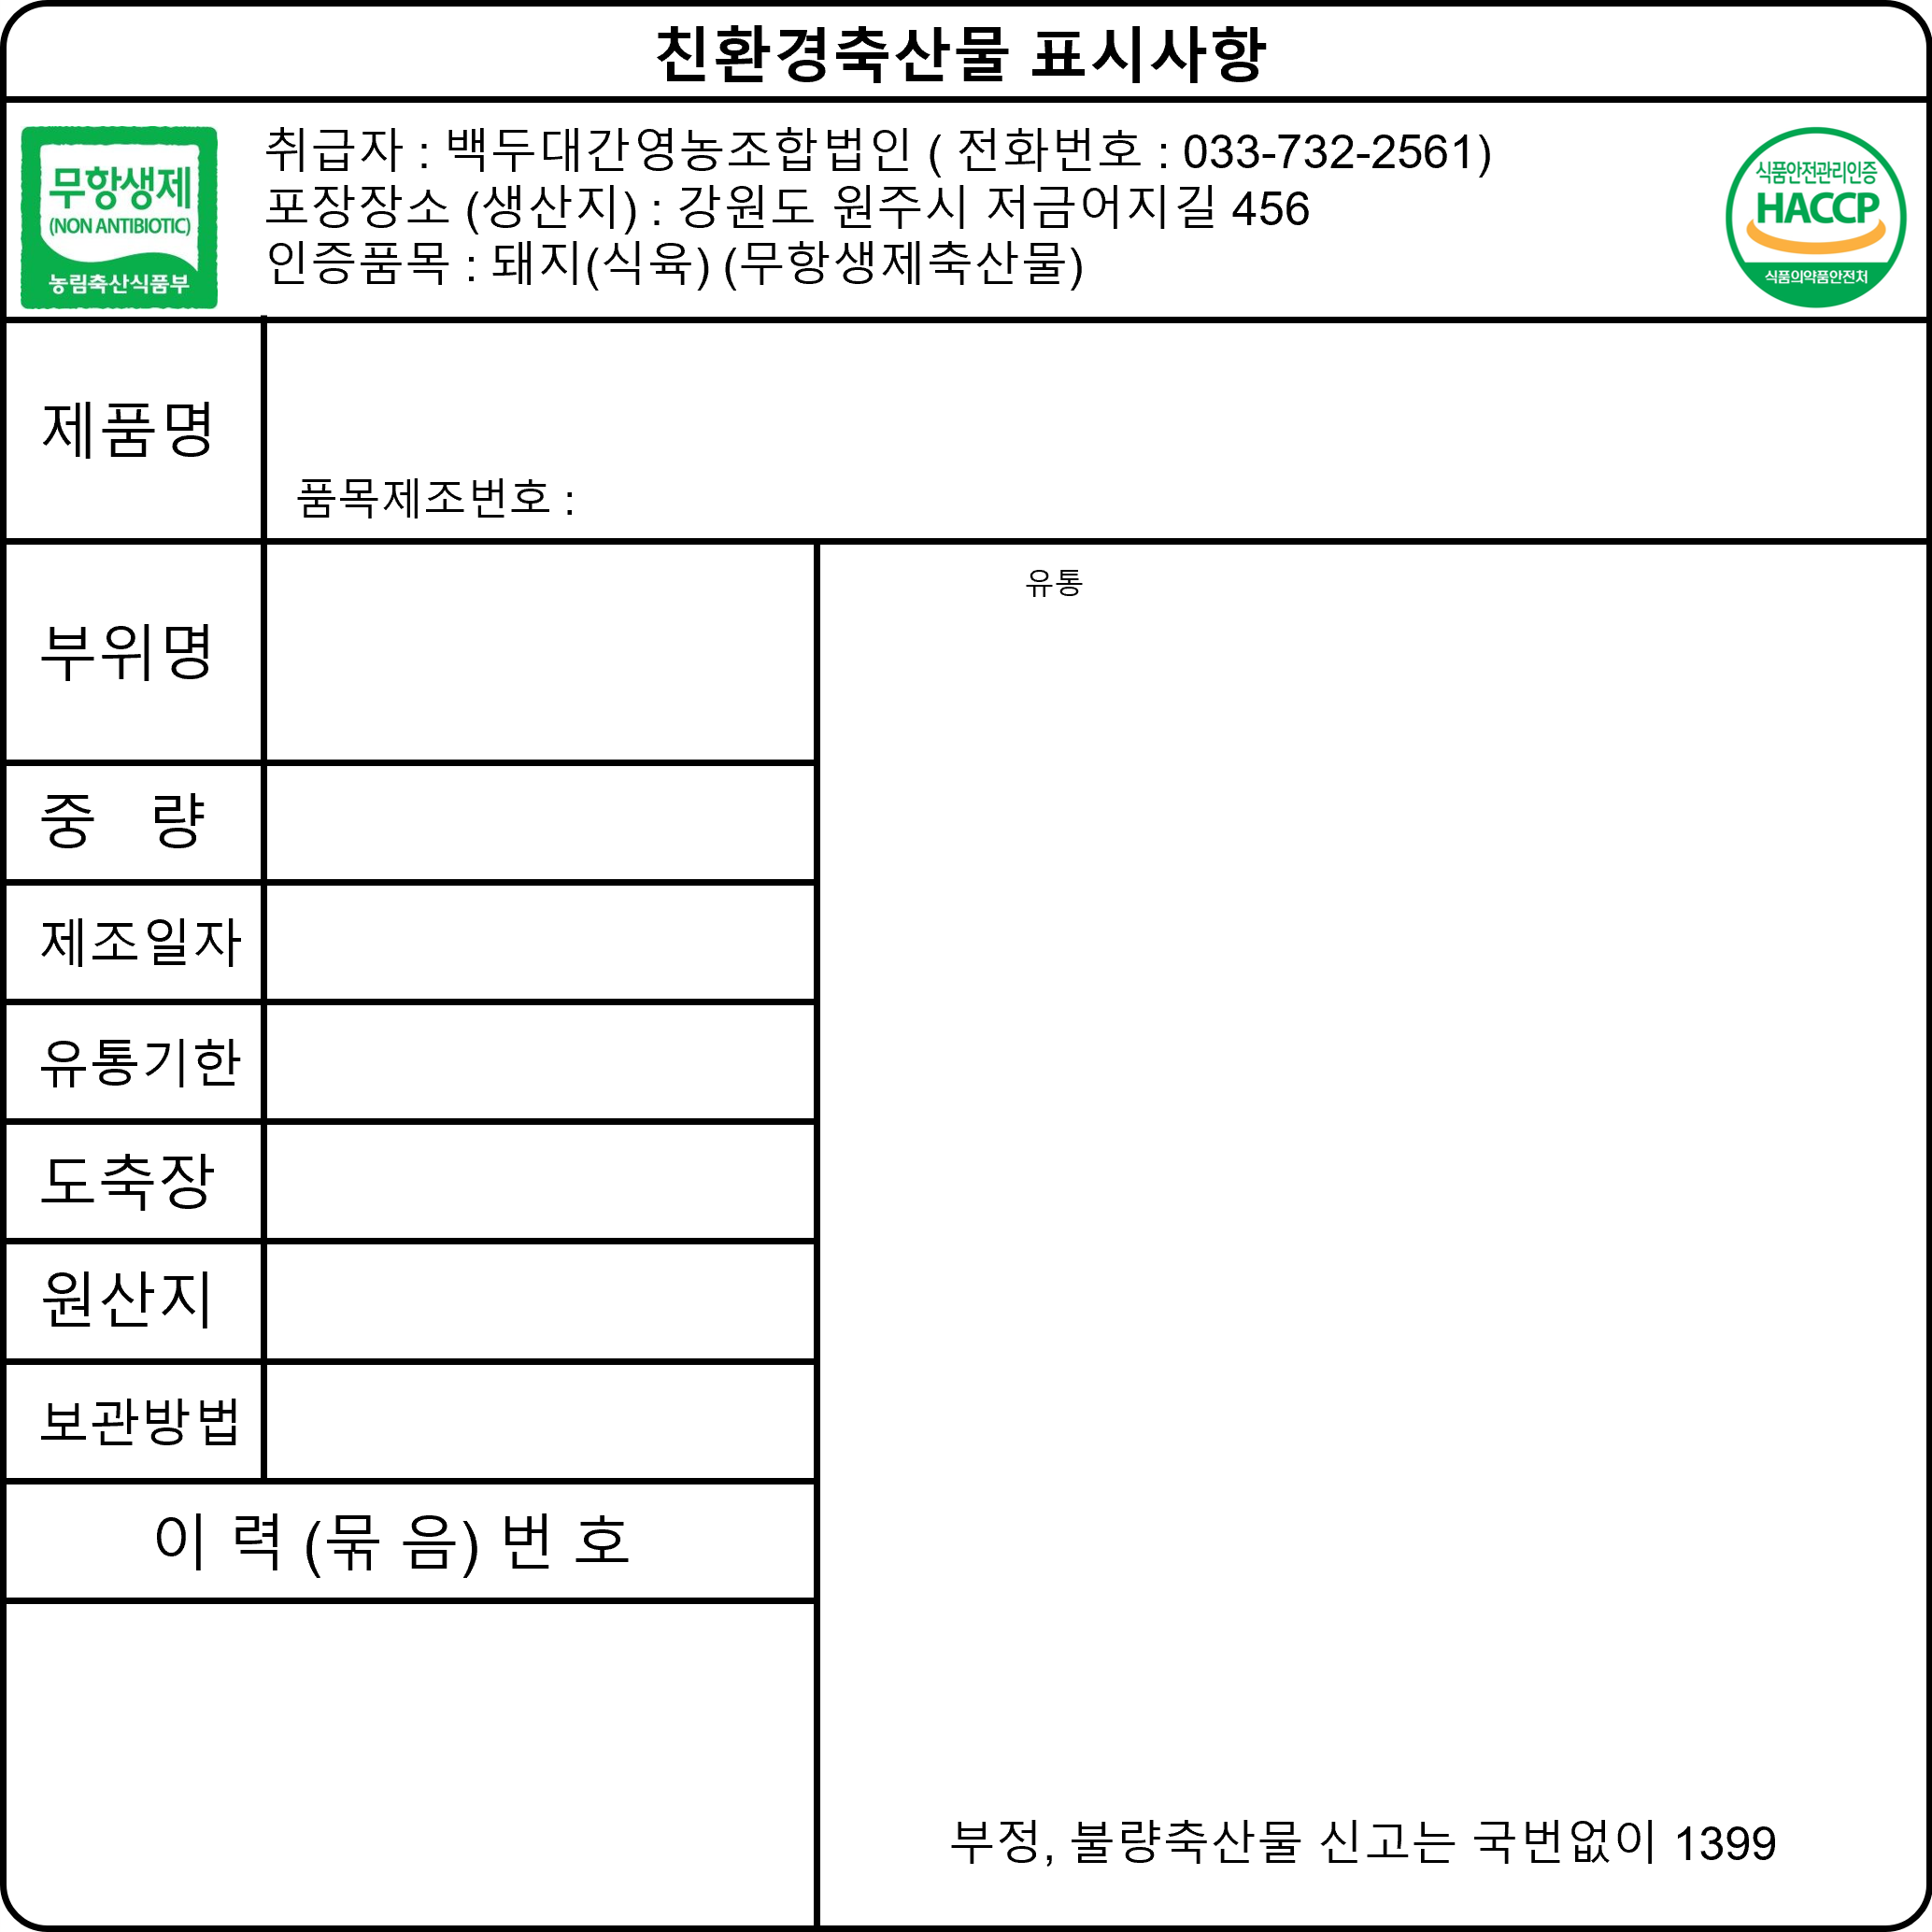 친환경축산물 표시사항
무항생제
(NON ANTIBIOTIC)
농림축산식품부
취급자 : 백두대간영농조합법인 ( 전화번호 : 033-732-2561)
포장장소 (생산지) : 강원도 원주시 저금어지길 456
인증품목 : 돼지(식육) (무항생제축산물)
식품안전관리인증
HACCP
식품의약품안전처
제품명
품목제조번호 :
부위명
유통
중 량
제조일자
유통기한
도축장
원산지
보관방법
이 력 (묶 음) 번 호
부정, 불량축산물 신고는 국번없이 1399